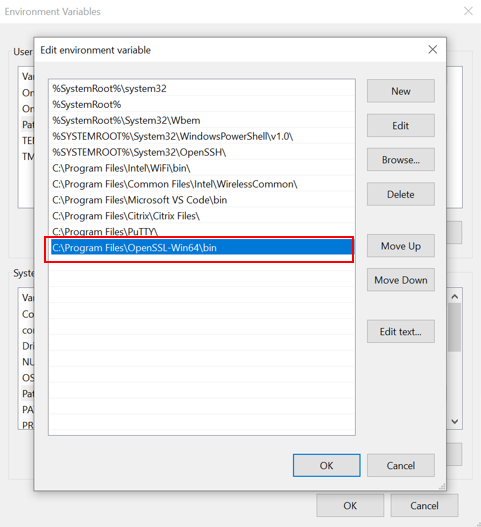 Environment Variables
Edit environment variable
User
Var
On
On
Pat
TEM
TM
%SystemRoot%\system32
%SystemRoot%
%SystemRoot%\System32\Wbem
%SYSTEMROOT%\System32\WindowsPowerShell\v1.0\
%SYSTEMROOT%\System32\OpenSSH\
C:\Program Files\Intel\WiFi\bin\
C:\Program Files\Common Files\Intel\WirelessCommon\
C:\Program Files\Microsoft VS Code\bin
C:\Program Files\Citrix\Citrix Files\
C:\Program Files\PuTTY\
C:\Program Files\OpenSSL-Win64\bin
New
Edit
Browse...
Delete
Move Up
Move Down
Edit text...
Syste
Var
Co
con
Dri
NU
OS
Pat
PA
PR
OK
Cancel
OK
Cancel